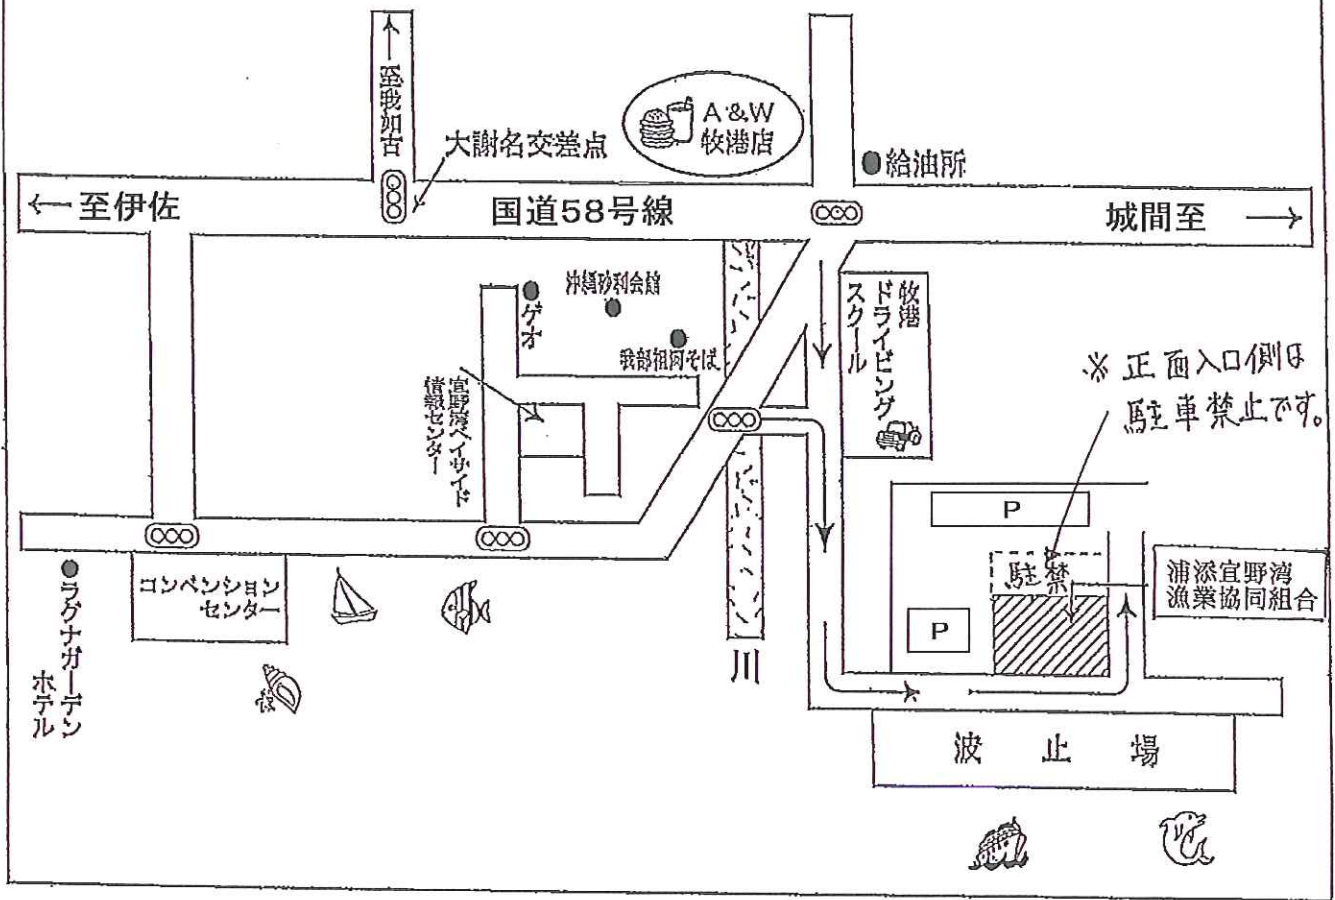 至我如古
A&W
牧港店
大謝名交差点
給油所
至伊佐
国道58号線
城間至
沖縄砂利会館
ゲオ
我部祖河そば
牧港
ドライビング
スクール
※ 正面入口側は
駐車禁止です。
宜野湾ベイサイド
情報センター
P
駐禁
浦添宜野湾
漁業協同組合
コンベンション
センター
P
川
ラグナガーデン
ホテル
波止場